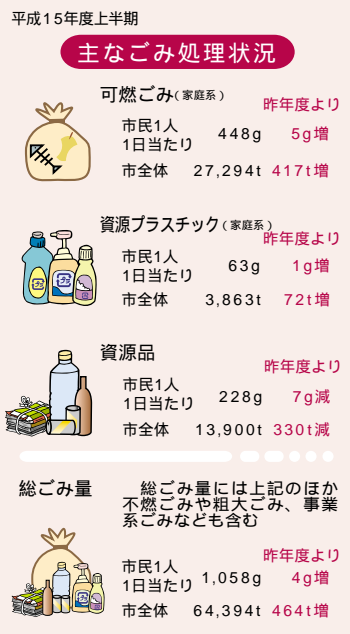 平成15年度上半期
主なごみ処理状況
可燃ごみ(家庭系)
昨年度より
市民1人
1日当たり 448g 5g増
市全体 27,294t 417t増
資源プラスチック(家庭系)
昨年度より
市民1人
1日当たり 63g 1g増
市全体 3,863t 72t増
資源品
昨年度より
市民1人
1日当たり 228g 7g減
市全体 13,900t 330t減
総ごみ量
総ごみ量には上記のほか
不燃ごみや粗大ごみ、事業
系ごみなども含む
昨年度より
市民1人
1日当たり 1,058g 4g増
市全体 64,394t 464t増